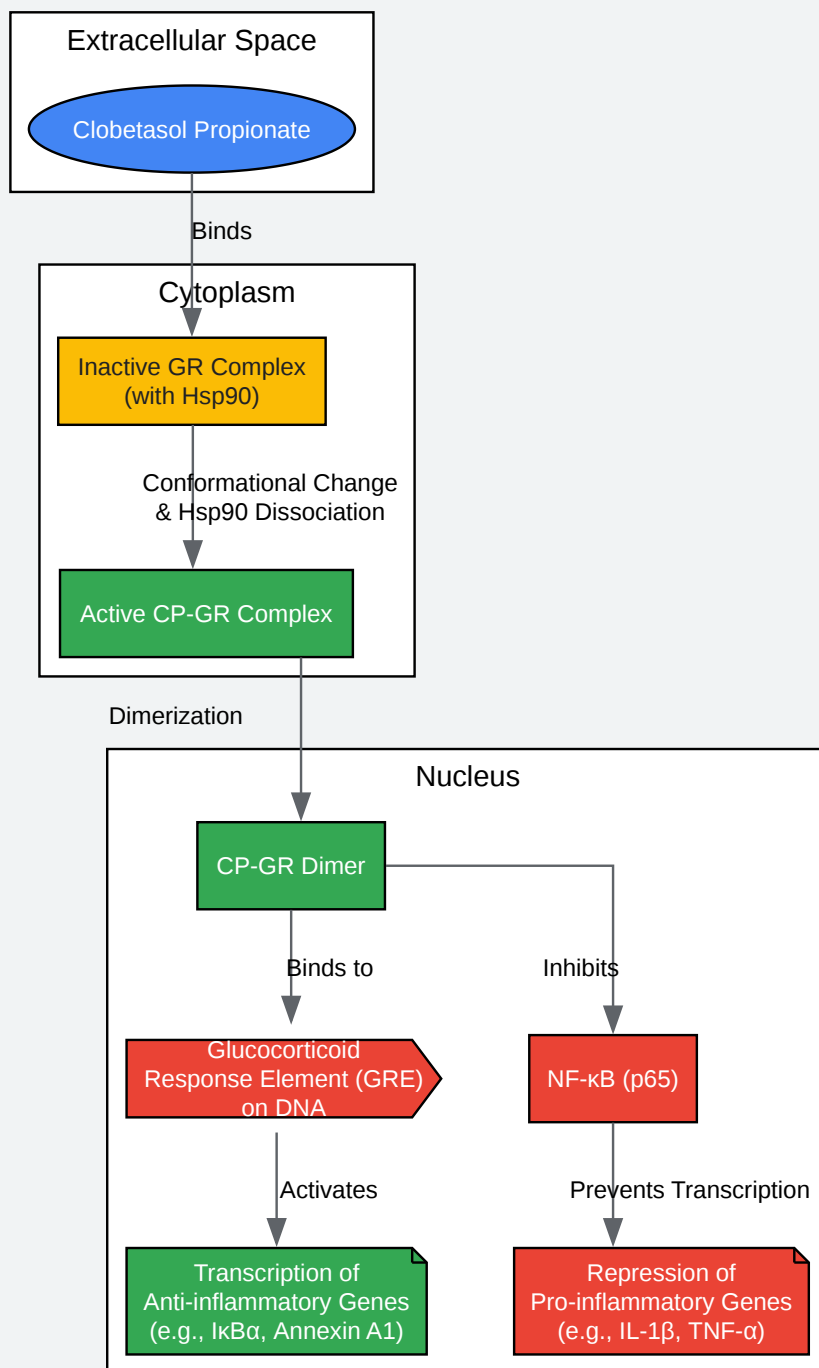 Extracellular Space
Clobetasol Propionate
Binds
Cytoplasm
Inactive GR Complex
(with Hsp90)
Conformational Change
& Hsp90 Dissociation
Active CP-GR Complex
Dimerization
Nucleus
CP-GR Dimer
Binds to
Inhibits
Glucocorticoid
Response Element (GRE)
on DNA
NF-κB (p65)
Activates
Prevents Transcription
Transcription of
Anti-inflammatory Genes
(e.g., IκBα, Annexin A1)
Repression of
Pro-inflammatory Genes
(e.g., IL-1β, TNF-α)